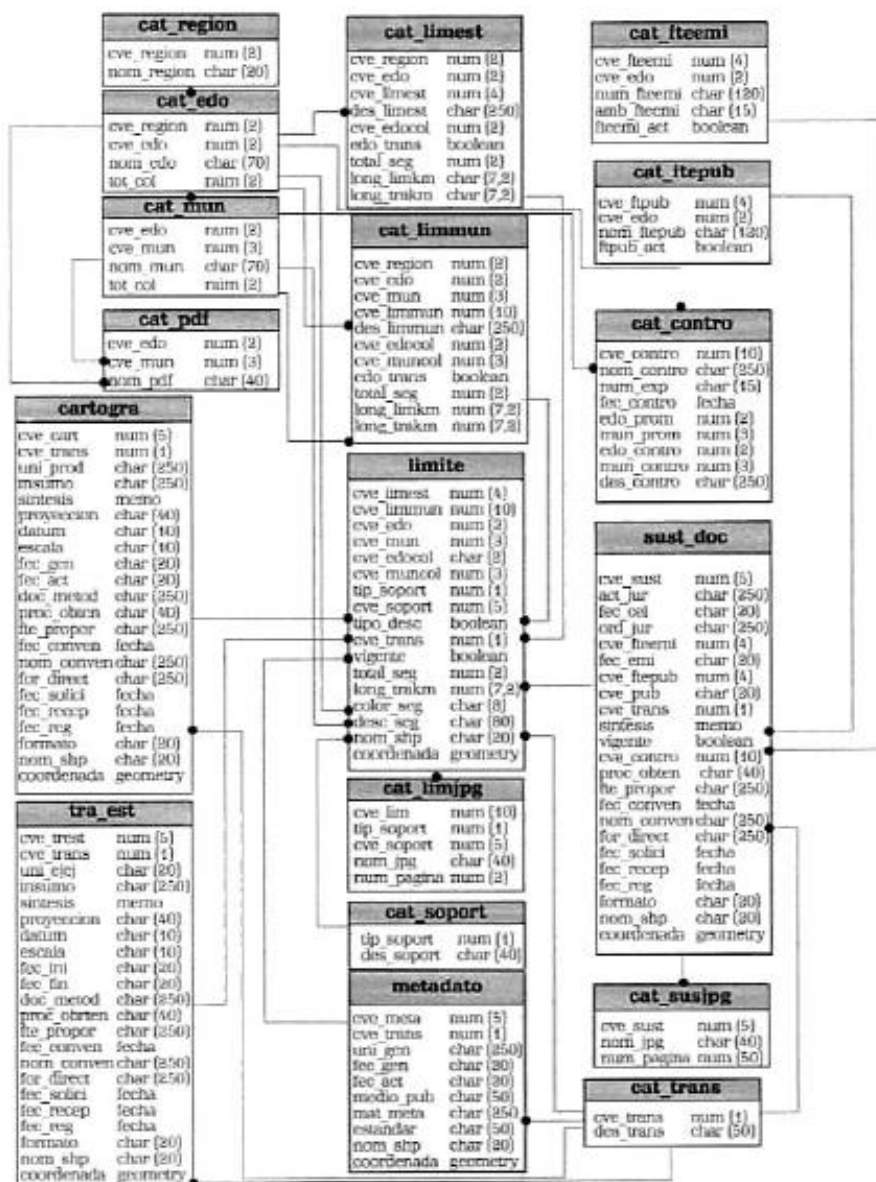 cat_region
cve_region num (2)
nom_region char (20)
cat_edo
cve_region num (2)
cve_edo num (2)
nom_edo char (70)
tot_col num (2)
cat_mun
cve_edo num (2)
cve_mun num (3)
nom_mun char (70)
tot_col num (2)
cat_pdf
cve_edo num (2)
cve_mun num (3)
nom_pdf char (40)
cartogra
cve_cart num (5)
cve_trans num (1)
uni_prod char (250)
insumo char (250)
sintesis memo
proyeccion char (40)
datum char (10)
escala char (10)
fec_gen char (20)
fec_act char (20)
doc_metod char (250)
proc_obten char (40)
fte_propor char (250)
fec_conven fecha
nom_conven char (250)
for_direct char (250)
fec_solici fecha
fec_recep fecha
fec_reg fecha
formato char (20)
nom_shp char (20)
coordenada geometry
tra_est
cve_trest num (5)
cve_trans num (1)
uni_ejej char (20)
insumo char (250)
sintesis memo
proyeccion char (40)
datum char (10)
escala char (10)
fec_ini char (20)
fec_fin char (20)
doc_metod char (250)
proc_obrten char (40)
fte_propor char (250)
fec_conven fecha
nom_conven char (250)
for_direct char (250)
fec_solici fecha
fec_recep fecha
fec_reg fecha
formato char (20)
nom_shp char (20)
coordenada geometry
cat_limest
cve_region num (2)
cve_edo num (2)
cve_limest num (4)
des_limest char (250)
cve_edocol num (2)
edo_trans boolean
total_seg num (2)
long_limkm char (7,2)
long_tmkm char (7,2)
cat_limmun
cve_region num (2)
cve_edo num (2)
cve_mun num (3)
cve_limmun num (10)
des_limmun char (250)
cve_edocol num (2)
cve_muncol num (3)
edo_trans boolean
total_seg num (2)
long_limkm num (7,2)
long_tmkm num (7,2)
limite
cve_limest num (4)
cve_limmun num (10)
cve_edo num (2)
cve_mun num (3)
cve_edocol char (2)
cve_muncol num (3)
tip_soport num (1)
cve_soport num (5)
tipo_desc boolean
cve_trans num (1)
vigente boolean
total_seg num (2)
long_tmkm num (7,2)
color_seg char (8)
desc_seg char (80)
nom_shp char (20)
coordenada geometry
cat_limjpg
cve_lim num (10)
tip_soport num (1)
cve_soport num (5)
nom_jpg char (40)
num_pagina num (2)
cat_soport
tip_soport num (1)
des_soport char (40)
metadato
cve_meta num (5)
cve_trans num (1)
uni_gen char (250)
fec_gen char (20)
fec_act char (20)
medio_pub char (50)
mat_meta char (250
estandar char (50)
nom_shp char (20)
coordenada geometry
cat_fteemi
cve_fteemi num (4)
cve_edo num (2)
num_fteemi char (120)
amb_fteemi char (15)
fteemi_act boolean
cat_ftepub
cve_ftpub num (4)
cve_edo num (2)
nom_ftepub char (120)
ftpub_act boolean
cat_contro
cve_contro num (10)
nom_contro char (250)
num_exp char (15)
fec_contro fecha
edo_prom num (2)
mun_prom num (3)
edo_contro num (2)
mun_contro num (3)
des_contro char (250)
sust_doc
cve_sust num (5)
act_jur char (250)
fec_cel char (20)
ord_jur char (250)
cve_fteemi num (4)
fec_emi char (20)
cve_ftepub num (4)
cve_pub char (20)
cve_trans num (1)
sintesis memo
vigente boolean
cve_contro num (10)
proc_obten char (40)
fte_propor char (250)
fec_conven fecha
nom_conven char (250)
for_direct char (250)
fec_solici fecha
fec_recep fecha
fec_reg fecha
formato char (20)
nom_shp char (20)
coordenada geometry
cat_susjpg
cve_sust num (5)
nom_jpg char (40)
num_pagina num (50)
cat_trans
cve_trans num (1)
des_trans char (50)